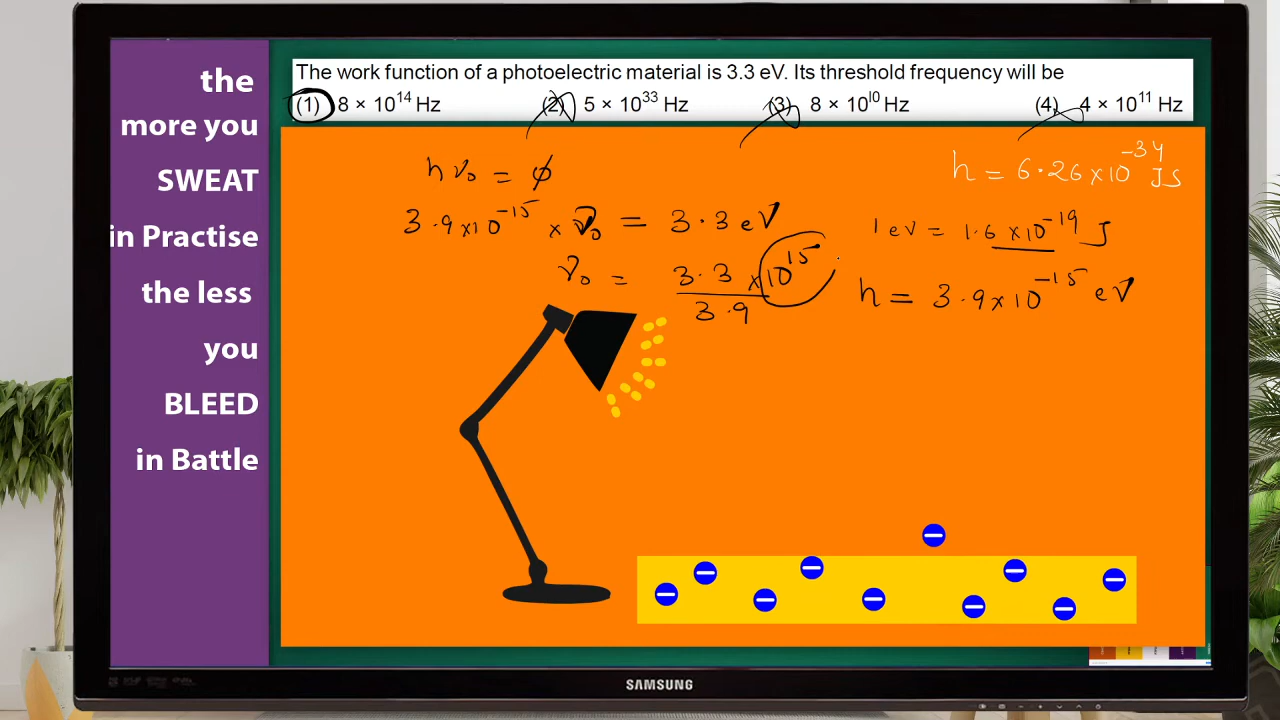 the
more you
SWEAT
in Practise
the less
you
BLEED
in Battle
The work function of a photoelectric material is 3.3 eV. Its threshold frequency will be
(1) 8 × 10¹⁴ Hz (2) 5 × 10³³ Hz (3) 8 × 10¹⁰ Hz (4) 4 × 10¹¹ Hz
hν₀ = ϕ
3.9×10⁻¹⁵ × ν₀ = 3.3 eV
ν₀ = 3.3 × 10¹⁵
3.9
h = 6.26×10⁻³⁴ JS
1 eV = 1.6 ×10⁻¹⁹ J
h = 3.9×10⁻¹⁵ eV
SAMSUNG